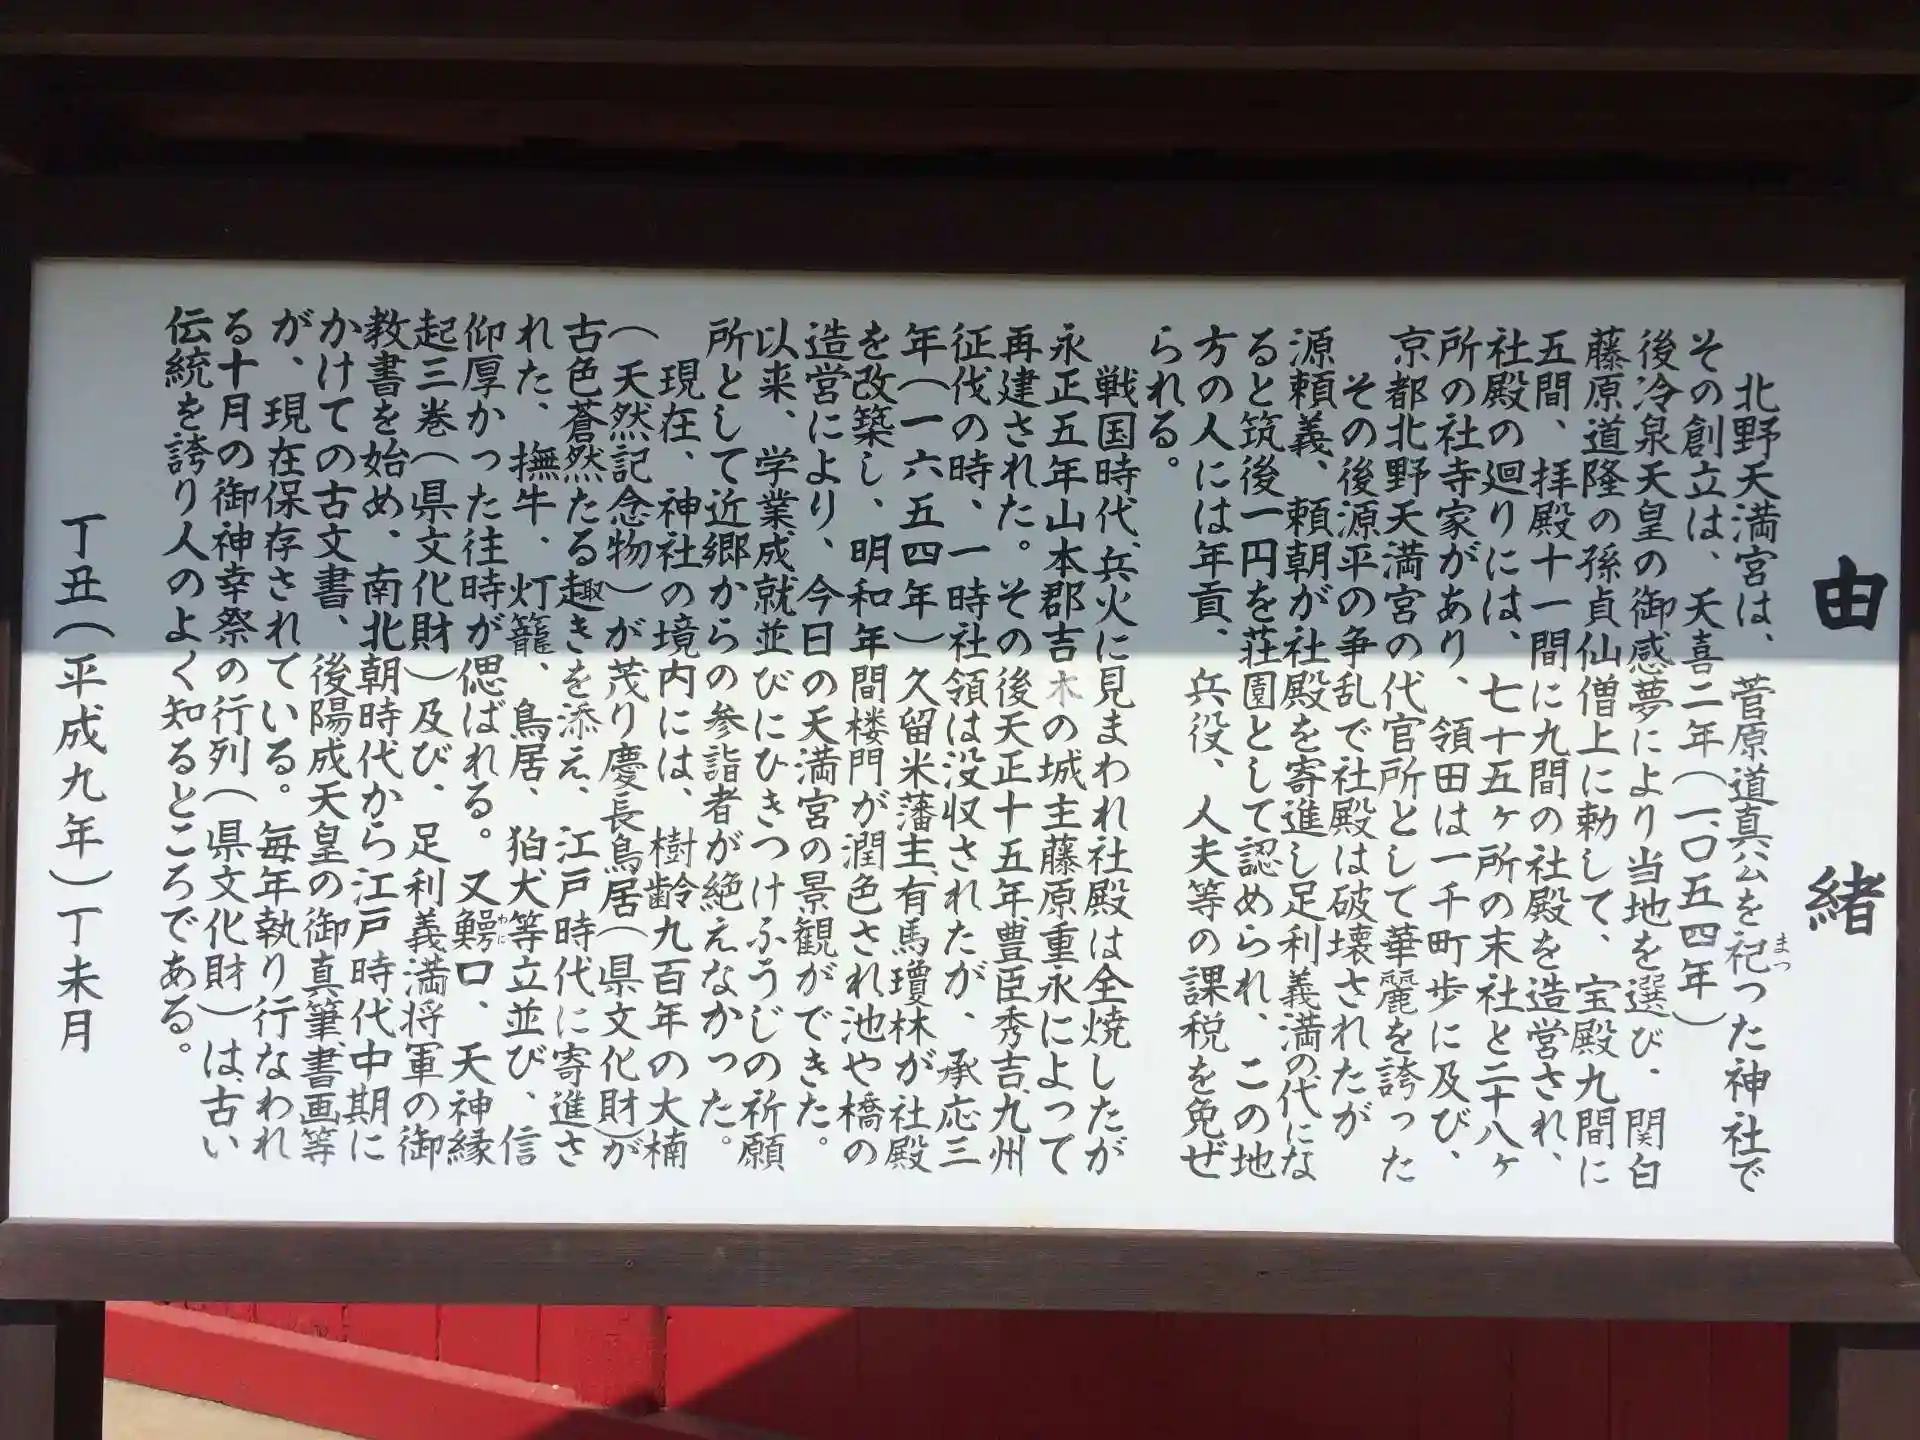 由緒
北野天満宮は、菅原道真公を祀った神社で
まつ
その創立は、天喜二年(一、〇五四年)
後冷泉天皇の御感夢により当地を選び、関白
藤原道隆の孫貞仙僧上に勅して、宝殿九間に
五間、拝殿十一間に九間の社殿を造営され、
社殿の廻りには、七十五ヶ所の末社と二十八ヶ
所の社寺家があり、領田は一千町歩に及び、
京都北野天満宮の代官所として華麗を誇った
その後源平の争乱で社殿は破壊されたが
源頼義、頼朝が社殿を寄進し足利義満の代にな
ると筑後一円を荘園として認められ、この地
方の人には年貢、兵役、人夫等の課税を免ぜ
られる。
戦国時代、兵火に見まわれ社殿は全焼したが
永正五年山本郡吉木の城主藤原重永によって
再建された。その後天正十五年、豊臣秀吉、九州
征伐の時、一時社領は没収されたが、承応三
年(一六五四年)久留米藩主、有馬瓊林が社殿
を改築し、明和年間楼門が潤色され池や橋の
造営により、今日の天満宮の景観ができた。
以来、学業成就並びにひきつけふうじの祈願
所として近郷からの参詣者が絶えなかった。
現在、神社の境内には、樹齢九百年の大楠
(天然記念物)が茂り慶長鳥居(県文化財)が
古色蒼然たる趣きを添え、江戸時代に寄進さ
れた、撫牛、灯籠、鳥居、狛犬等立並び、信
仰厚かった往時が偲ばれる。又鰐口、天神縁
わに
起三巻(県文化財)及び、足利義満将軍の御
教書を始め、南北朝時代から江戸時代中期に
かけての古文書、後陽成天皇の御真筆、書画等
が、現在保存されている。毎年執り行なわれ
る十月の御神幸祭の行列(県文化財)は、古い
伝統を誇り人のよく知るところである。
丁丑(平成九年)丁未月